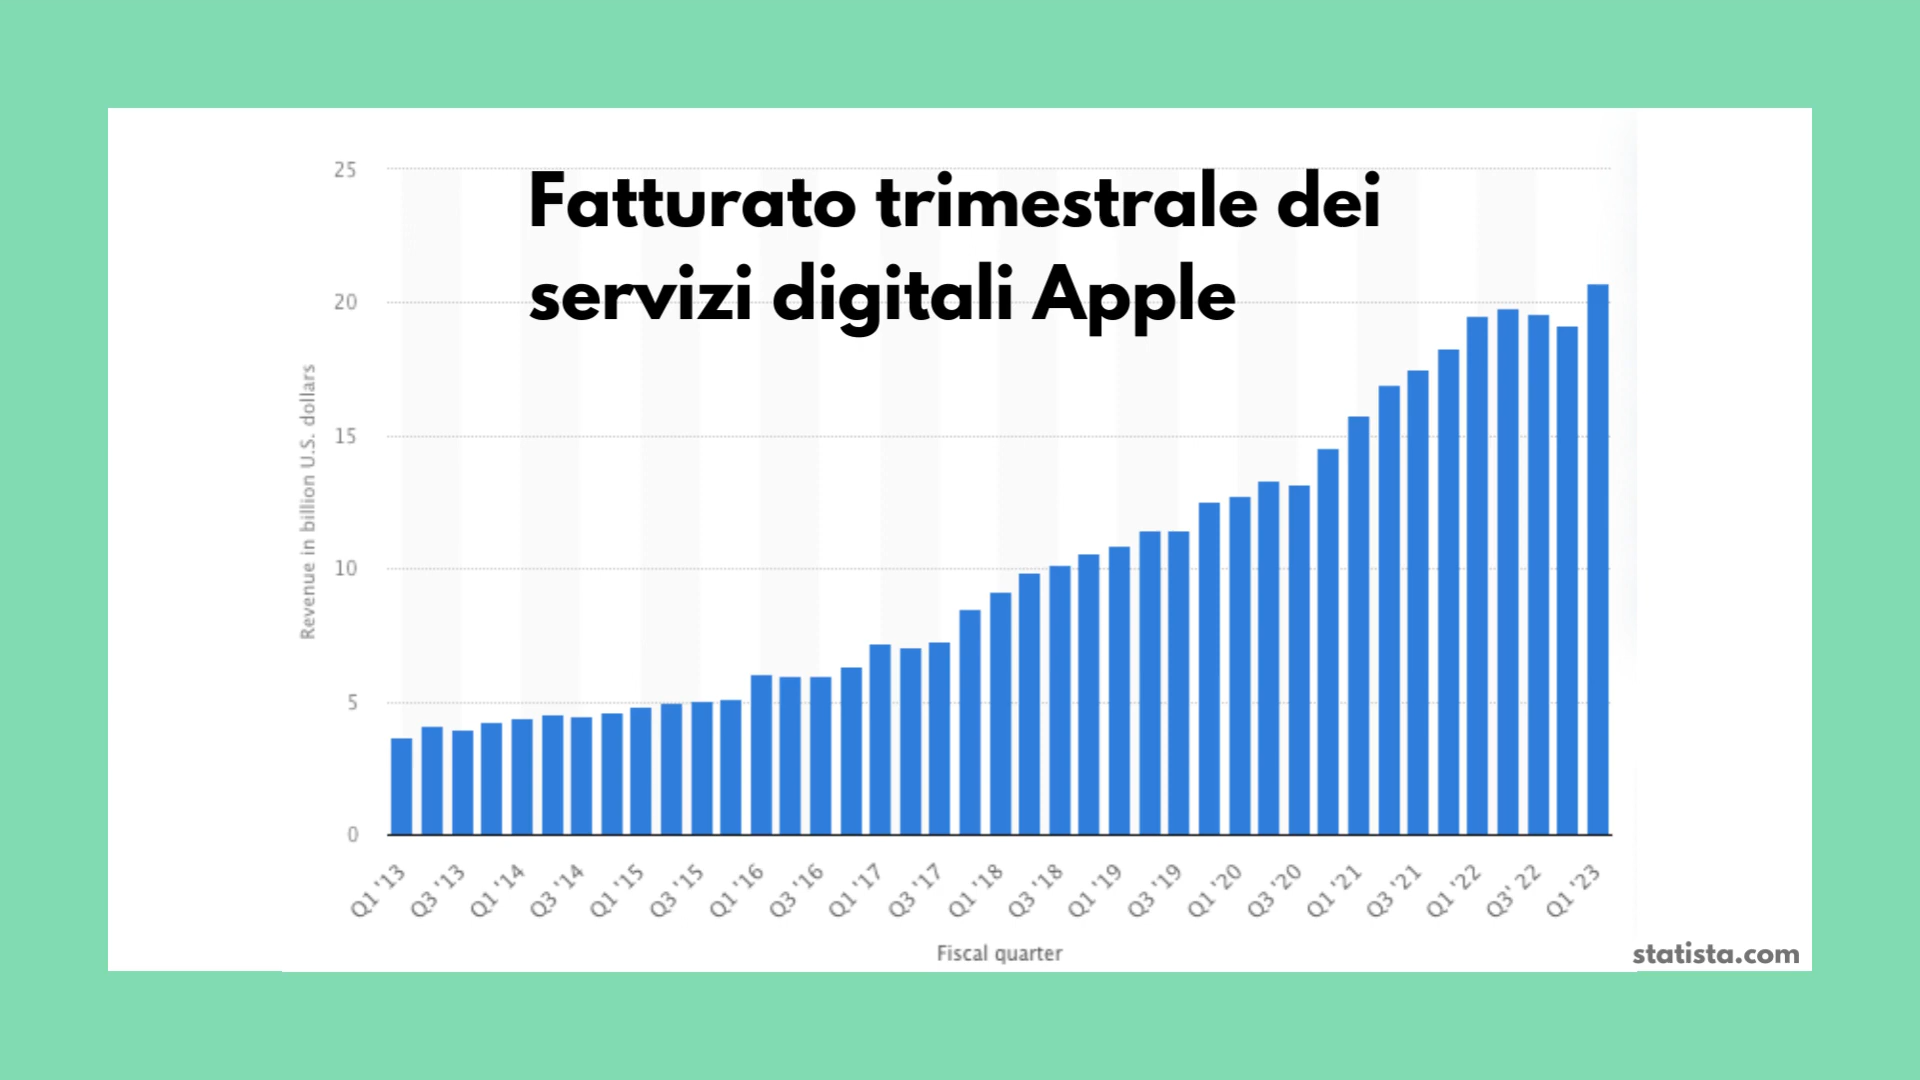 Fatturato trimestrale dei
servizi digitali Apple
Revenue in billion U.S. dollars
25
20
15
10
5
0
Q1 '13
Q3 '13
Q1 '14
Q3 '14
Q1 '15
Q3 '15
Q1 '16
Q3 '16
Q1 '17
Q3 '17
Q1 '18
Q3 '18
Q1 '19
Q3 '19
Q1 '20
Q3 '20
Q1 '21
Q3 '21
Q1 '22
Q3' 22
Q1 '23
Fiscal quarter
statista.com